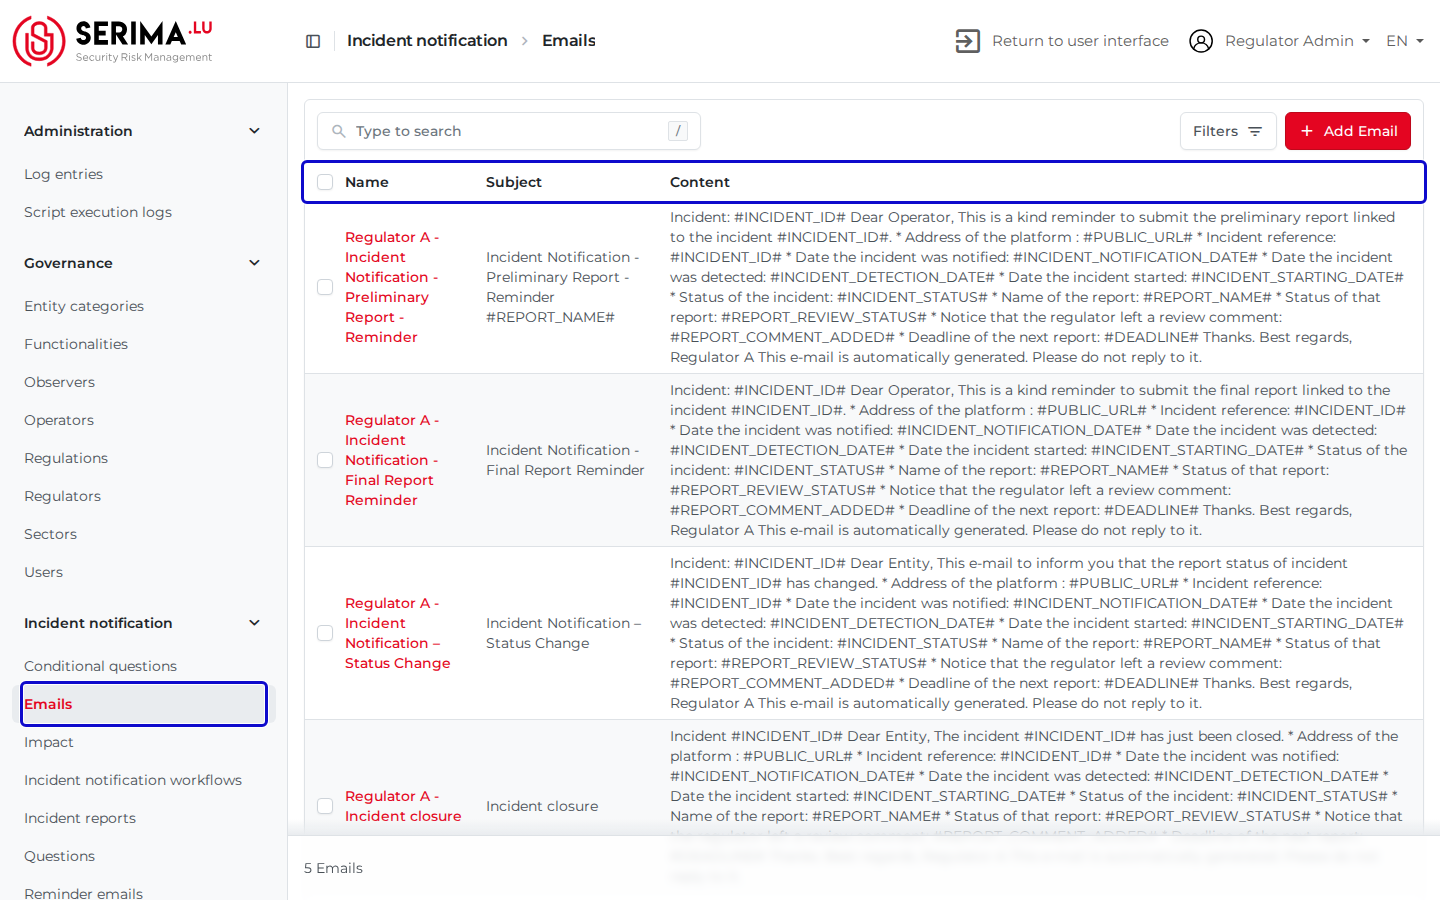 SERIMA.LU
Security Risk Management
Incident notification > Emails
Return to user interface
Regulator Admin
EN
Administration
Log entries
Script execution logs
Governance
Entity categories
Functionalities
Observers
Operators
Regulations
Regulators
Sectors
Users
Incident notification
Conditional questions
Emails
Impact
Incident notification workflows
Incident reports
Questions
Reminder emails
Type to search
/
Filters
+ Add Email
Name Subject Content
Regulator A -
Incident
Notification -
Preliminary
Report -
Reminder
Incident Notification -
Preliminary Report -
Reminder
#REPORT_NAME#
Incident: #INCIDENT_ID# Dear Operator, This is a kind reminder to submit the preliminary report linked
to the incident #INCIDENT_ID#. * Address of the platform : #PUBLIC_URL# * Incident reference:
#INCIDENT_ID# * Date the incident was notified: #INCIDENT_NOTIFICATION_DATE# * Date the incident
was detected: #INCIDENT_DETECTION_DATE# * Date the incident started: #INCIDENT_STARTING_DATE#
* Status of the incident: #INCIDENT_STATUS# * Name of the report: #REPORT_NAME# * Status of that
report: #REPORT_REVIEW_STATUS# * Notice that the regulator left a review comment:
#REPORT_COMMENT_ADDED# * Deadline of the next report: #DEADLINE# Thanks. Best regards,
Regulator A This e-mail is automatically generated. Please do not reply to it.
Regulator A -
Incident
Notification -
Final Report
Reminder
Incident Notification -
Final Report Reminder
Incident: #INCIDENT_ID# Dear Operator, This is a kind reminder to submit the final report linked to the
incident #INCIDENT_ID#. * Address of the platform : #PUBLIC_URL# * Incident reference: #INCIDENT_ID#
* Date the incident was notified: #INCIDENT_NOTIFICATION_DATE# * Date the incident was detected:
#INCIDENT_DETECTION_DATE# * Date the incident started: #INCIDENT_STARTING_DATE# * Status of the
incident: #INCIDENT_STATUS# * Name of the report: #REPORT_NAME# * Status of that report:
#REPORT_REVIEW_STATUS# * Notice that the regulator left a review comment:
#REPORT_COMMENT_ADDED# * Deadline of the next report: #DEADLINE# Thanks. Best regards,
Regulator A This e-mail is automatically generated. Please do not reply to it.
Regulator A -
Incident
Notification –
Status Change
Incident Notification –
Status Change
Incident: #INCIDENT_ID# Dear Entity, This e-mail to inform you that the report status of incident
#INCIDENT_ID# has changed. * Address of the platform : #PUBLIC_URL# * Incident reference:
#INCIDENT_ID# * Date the incident was notified: #INCIDENT_NOTIFICATION_DATE# * Date the incident
was detected: #INCIDENT_DETECTION_DATE# * Date the incident started: #INCIDENT_STARTING_DATE#
* Status of the incident: #INCIDENT_STATUS# * Name of the report: #REPORT_NAME# * Status of that
report: #REPORT_REVIEW_STATUS# * Notice that the regulator left a review comment:
#REPORT_COMMENT_ADDED# * Deadline of the next report: #DEADLINE# Thanks. Best regards,
Regulator A This e-mail is automatically generated. Please do not reply to it.
Regulator A -
Incident closure
Incident closure
Incident #INCIDENT_ID# Dear Entity, The incident #INCIDENT_ID# has just been closed. * Address of the
platform : #PUBLIC_URL# * Incident reference: #INCIDENT_ID# * Date the incident was notified:
#INCIDENT_NOTIFICATION_DATE# * Date the incident was detected: #INCIDENT_DETECTION_DATE# *
Date the incident started: #INCIDENT_STARTING_DATE# * Status of the incident: #INCIDENT_STATUS# *
Name of the report: #REPORT_NAME# * Status of that report: #REPORT_REVIEW_STATUS# * Notice that
5 Emails